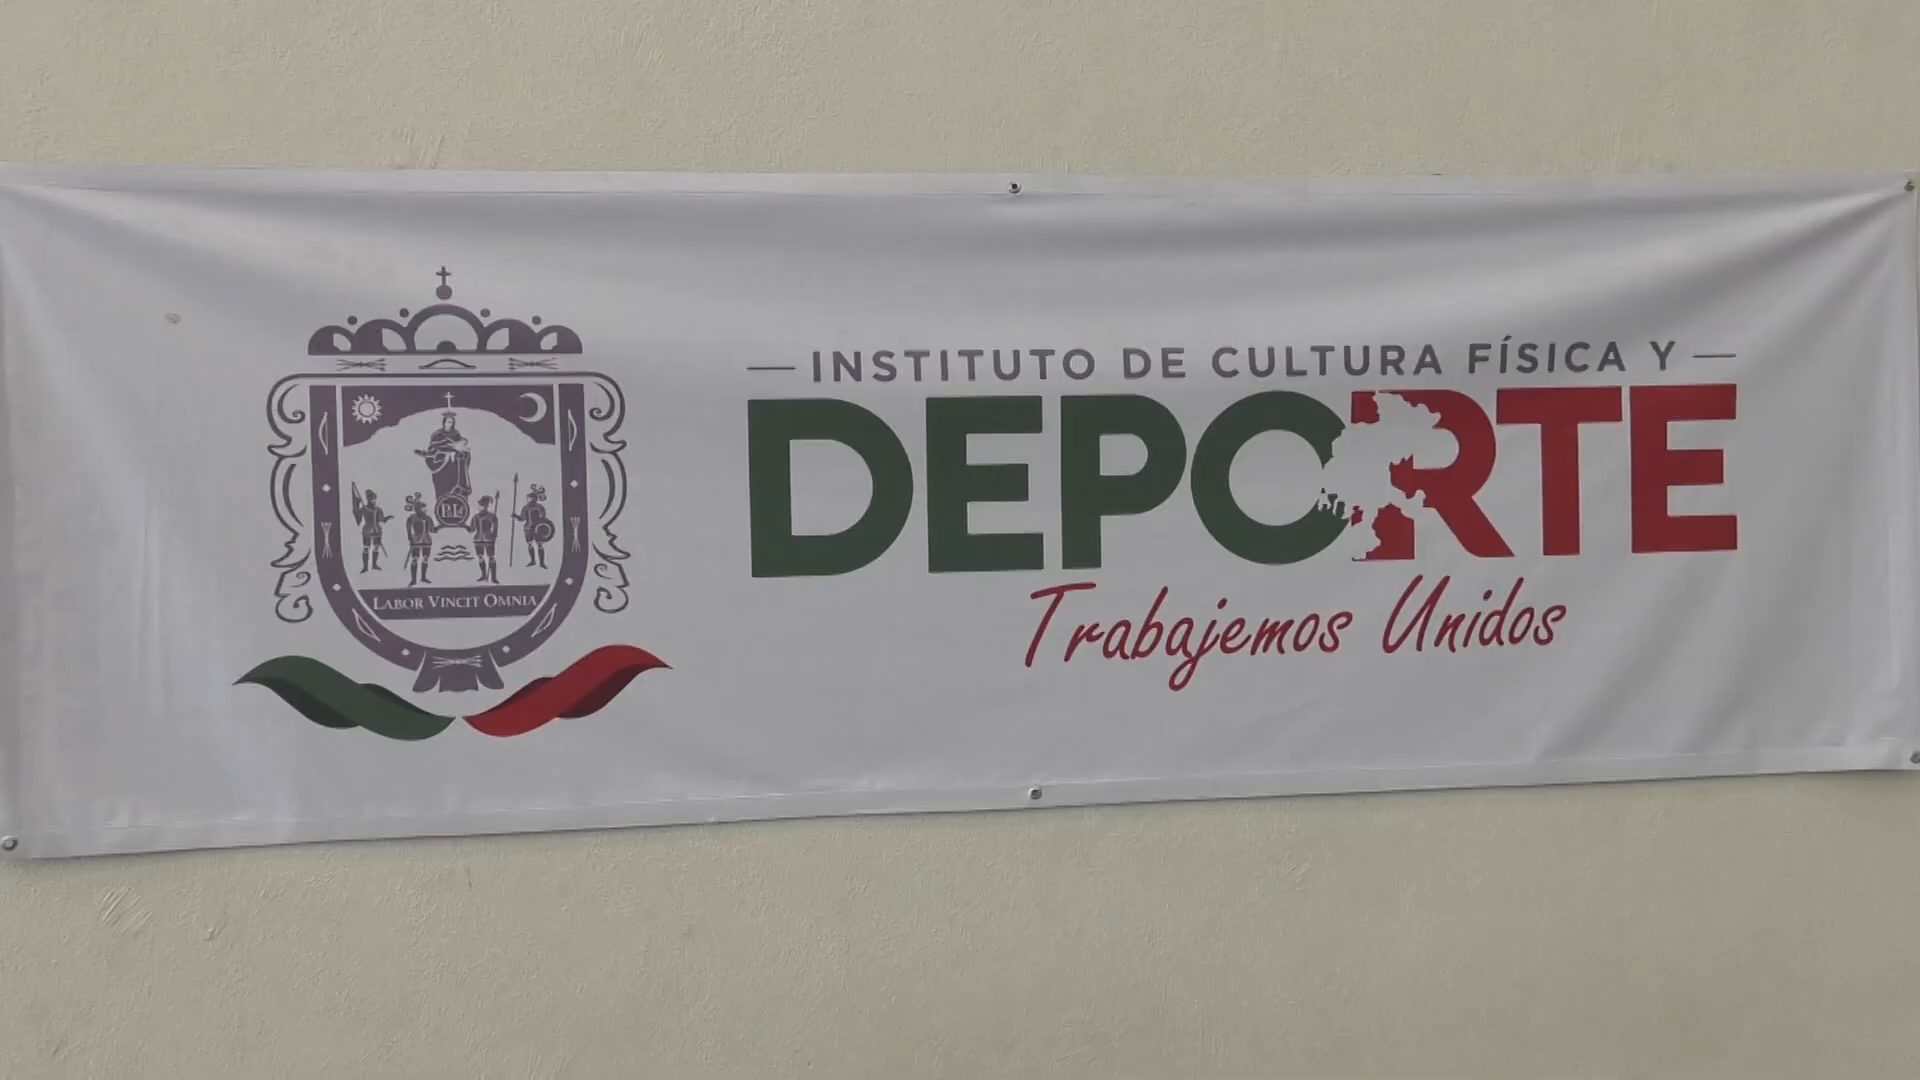 INSTITUTO DE CULTURA FÍSICA Y
DEPORTE
Trabajemos Unidos
LABOR VINCIT OMNIA